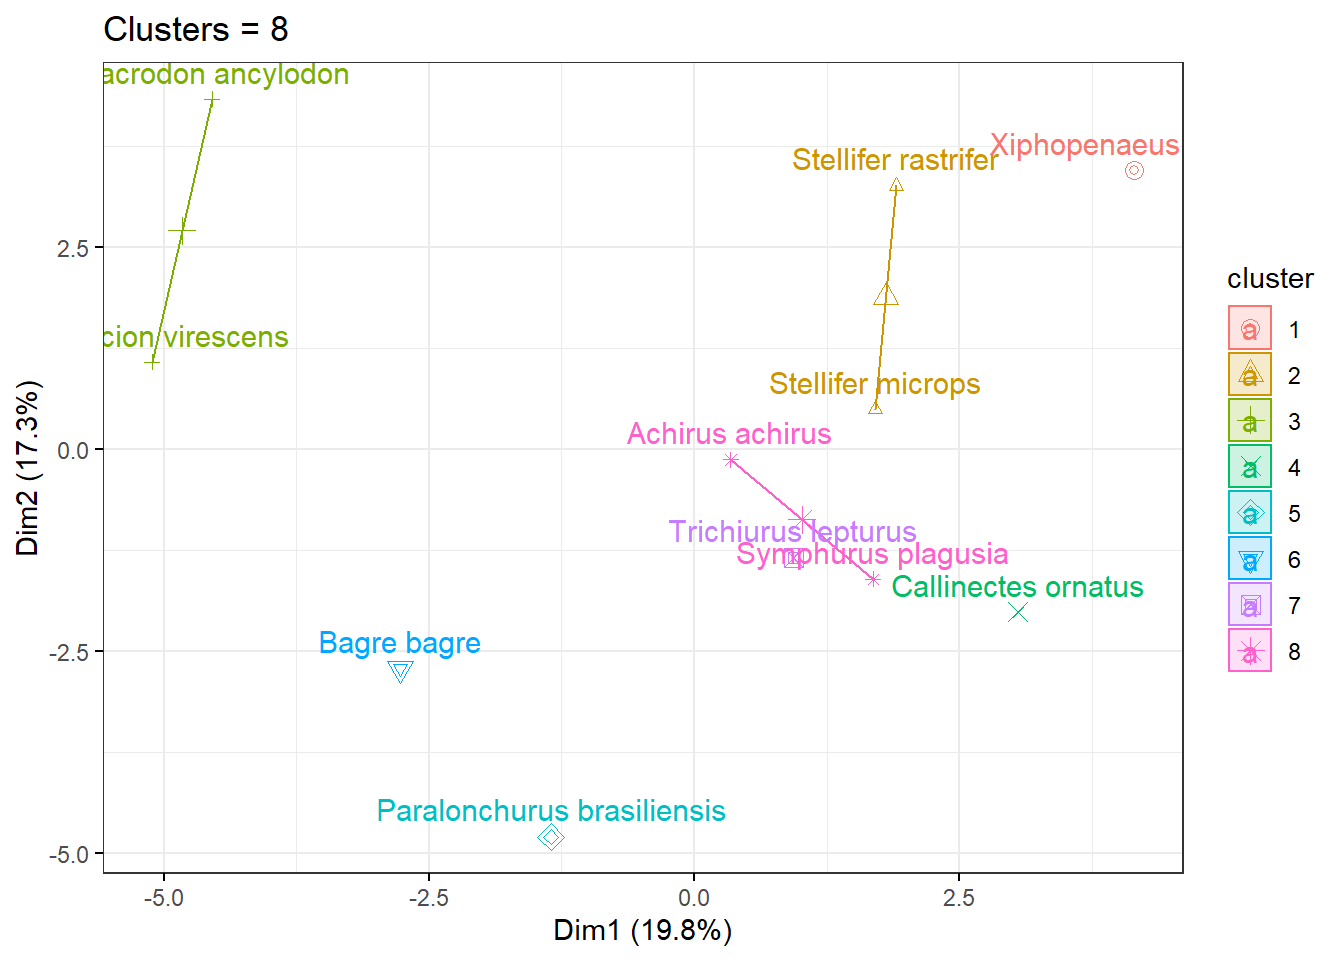 Clusters = 8
acrodon ancylodon
Xiphopenaeus
Stellifer rastrifer
cion virescens
Stellifer microps
Achirus achirus
Trichiurus lepturus
Symphurus plagusia
Callinectes ornatus
Bagre bagre
Paralonchurus brasiliensis
2.5
0.0
-2.5
-5.0
Dim2 (17.3%)
-5.0 -2.5 0.0 2.5
Dim1 (19.8%)
cluster
a 1
a 2
a 3
a 4
a 5
a 6
a 7
a 8